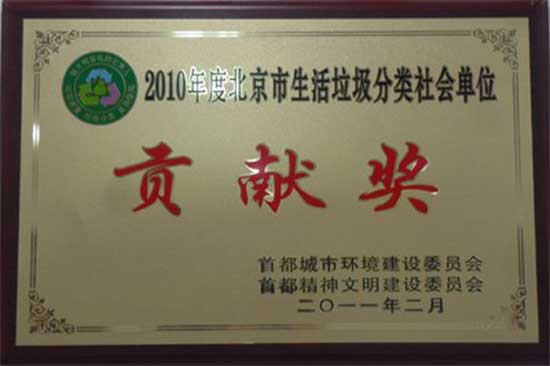 2010年度北京市生活垃圾分类社会单位
贡献奖
首都城市环境建设委员会
首都精神文明建设委员会
二〇一一年二月